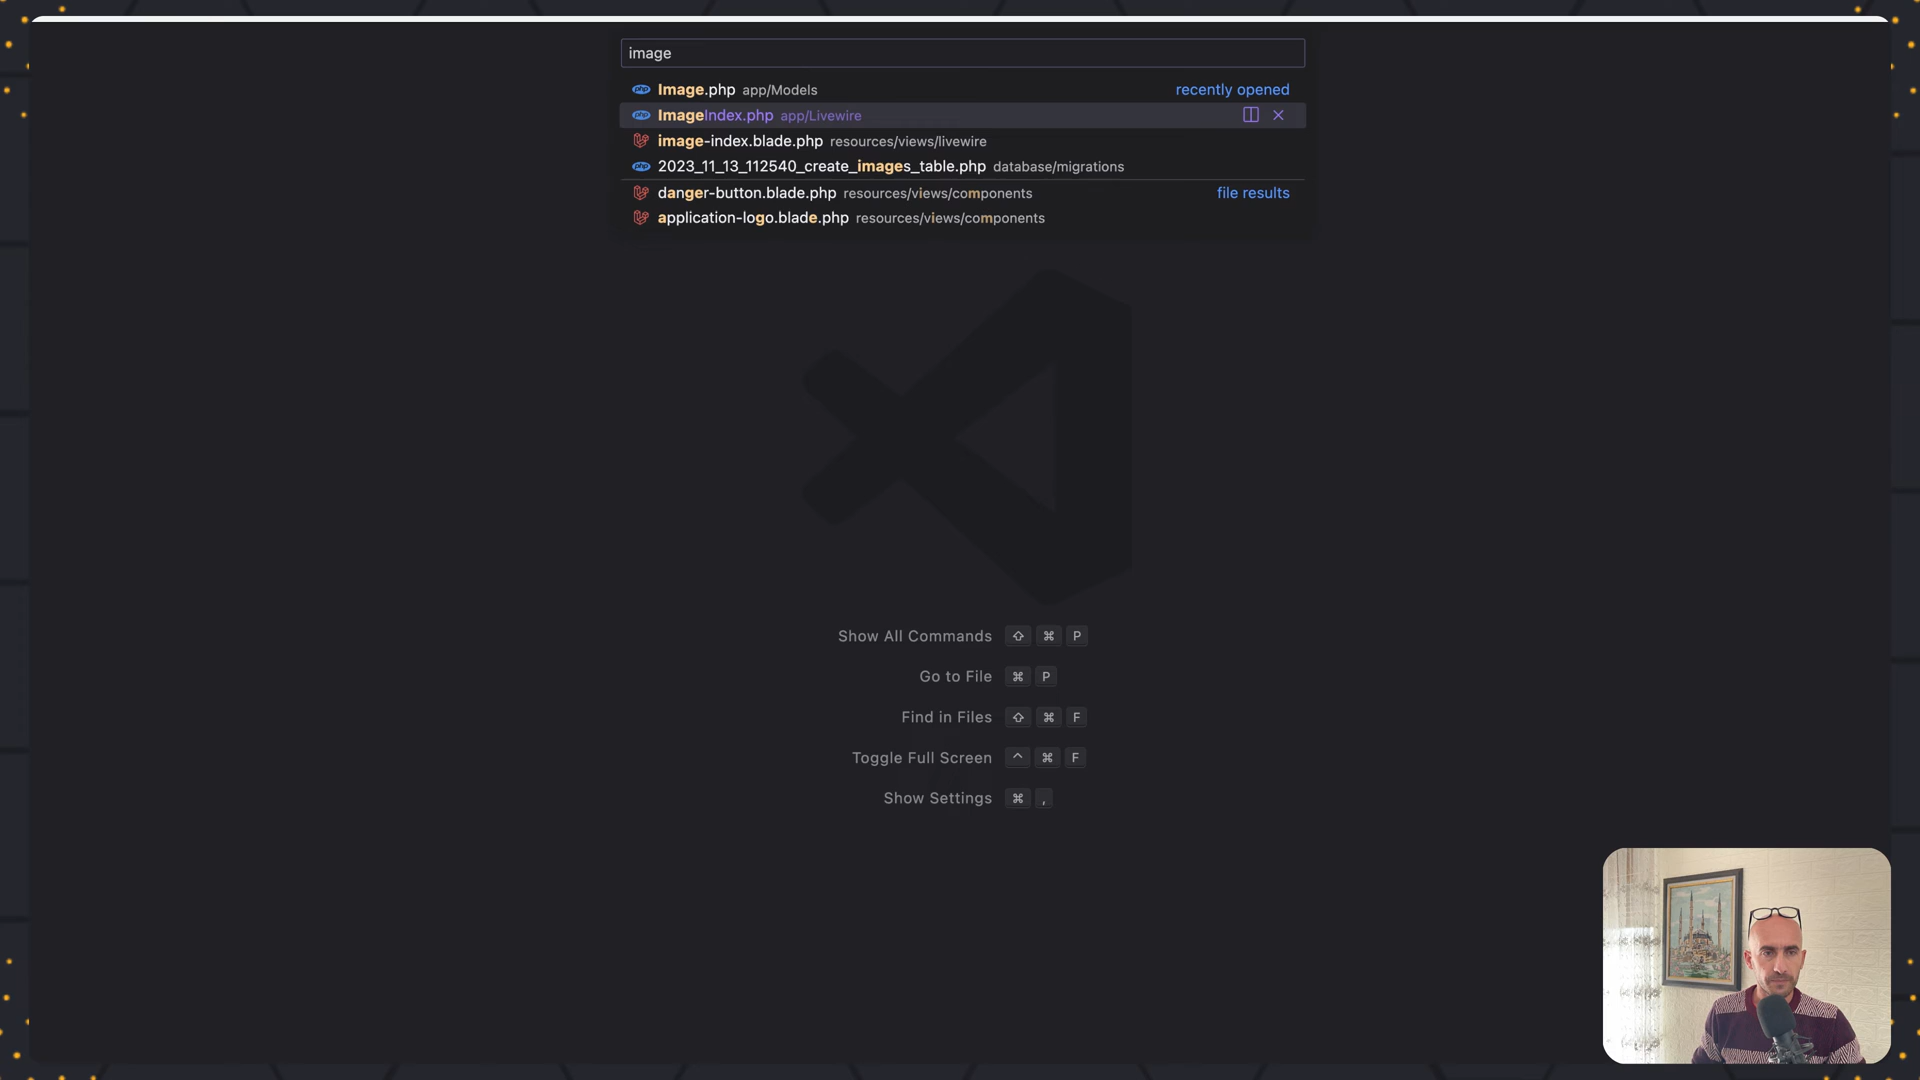 image
Image.php app/Models recently opened
ImageIndex.php app/Livewire
image-index.blade.php resources/views/livewire
2023_11_13_112540_create_images_table.php database/migrations
danger-button.blade.php resources/views/components file results
application-logo.blade.php resources/views/components
Show All Commands ⇧ ⌘ P
Go to File ⌘ P
Find in Files ⇧ ⌘ F
Toggle Full Screen ^ ⌘ F
Show Settings ⌘ ,